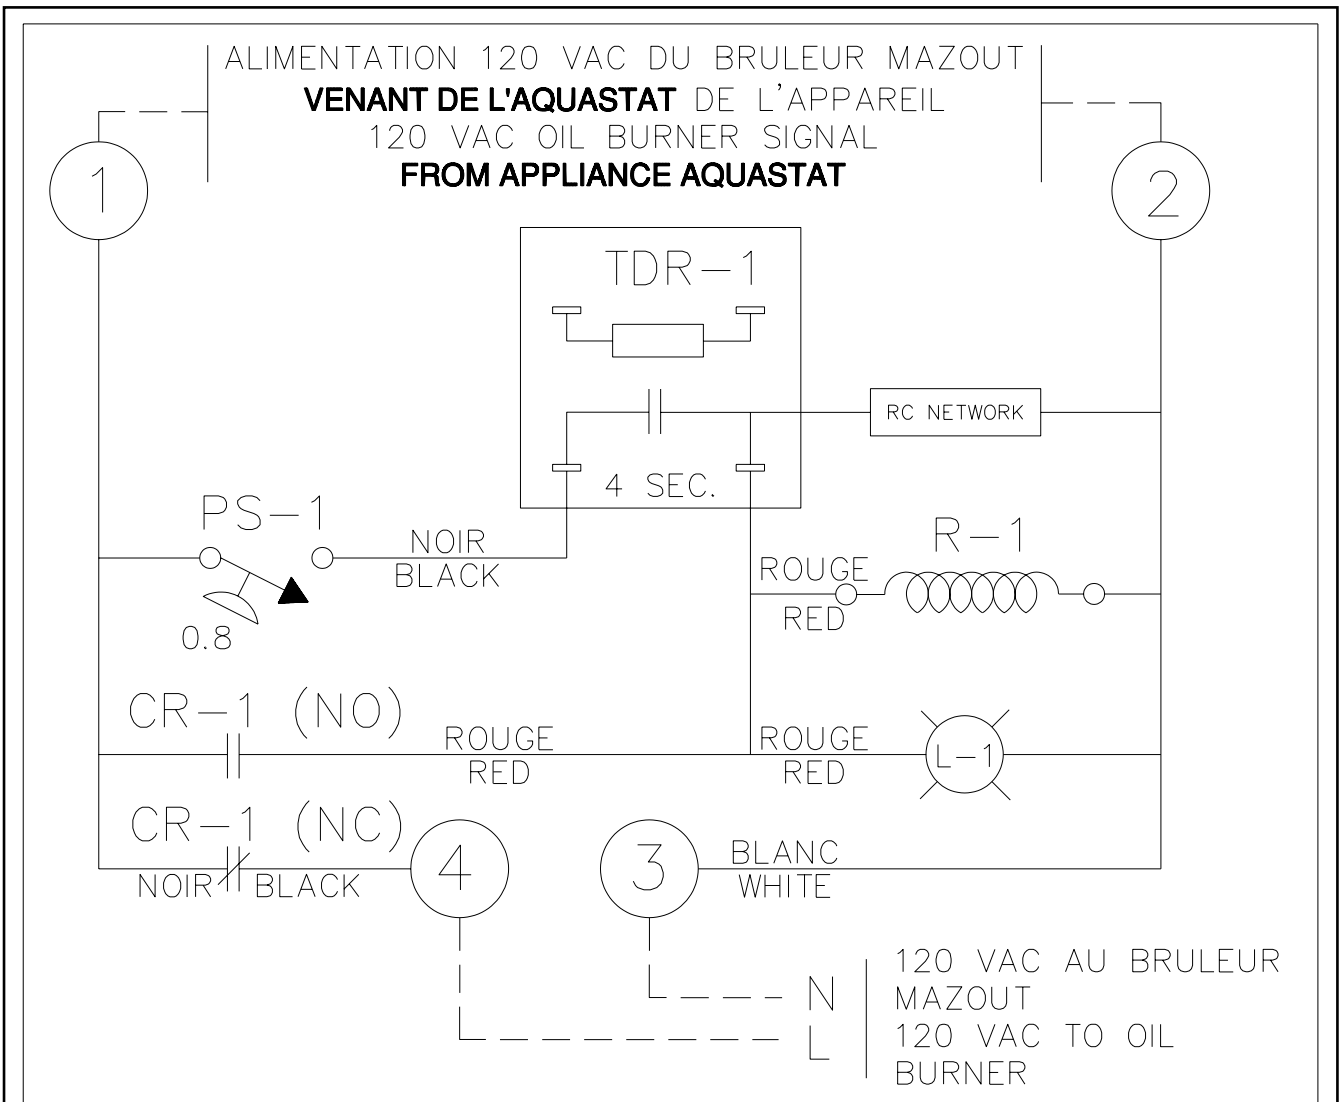 ALIMENTATION 120 VAC DU BRULEUR MAZOUT
VENANT DE L'AQUASTAT DE L'APPAREIL
120 VAC OIL BURNER SIGNAL
FROM APPLIANCE AQUASTAT
1
2
TDR-1
RC NETWORK
4 SEC.
PS-1
NOIR
BLACK
0.8
R-1
ROUGE
RED
CR-1 (NO)
ROUGE
RED
ROUGE
RED
L-1
CR-1 (NC)
NOIR BLACK
4
3
BLANC
WHITE
N
L
120 VAC AU BRULEUR
MAZOUT
120 VAC TO OIL
BURNER